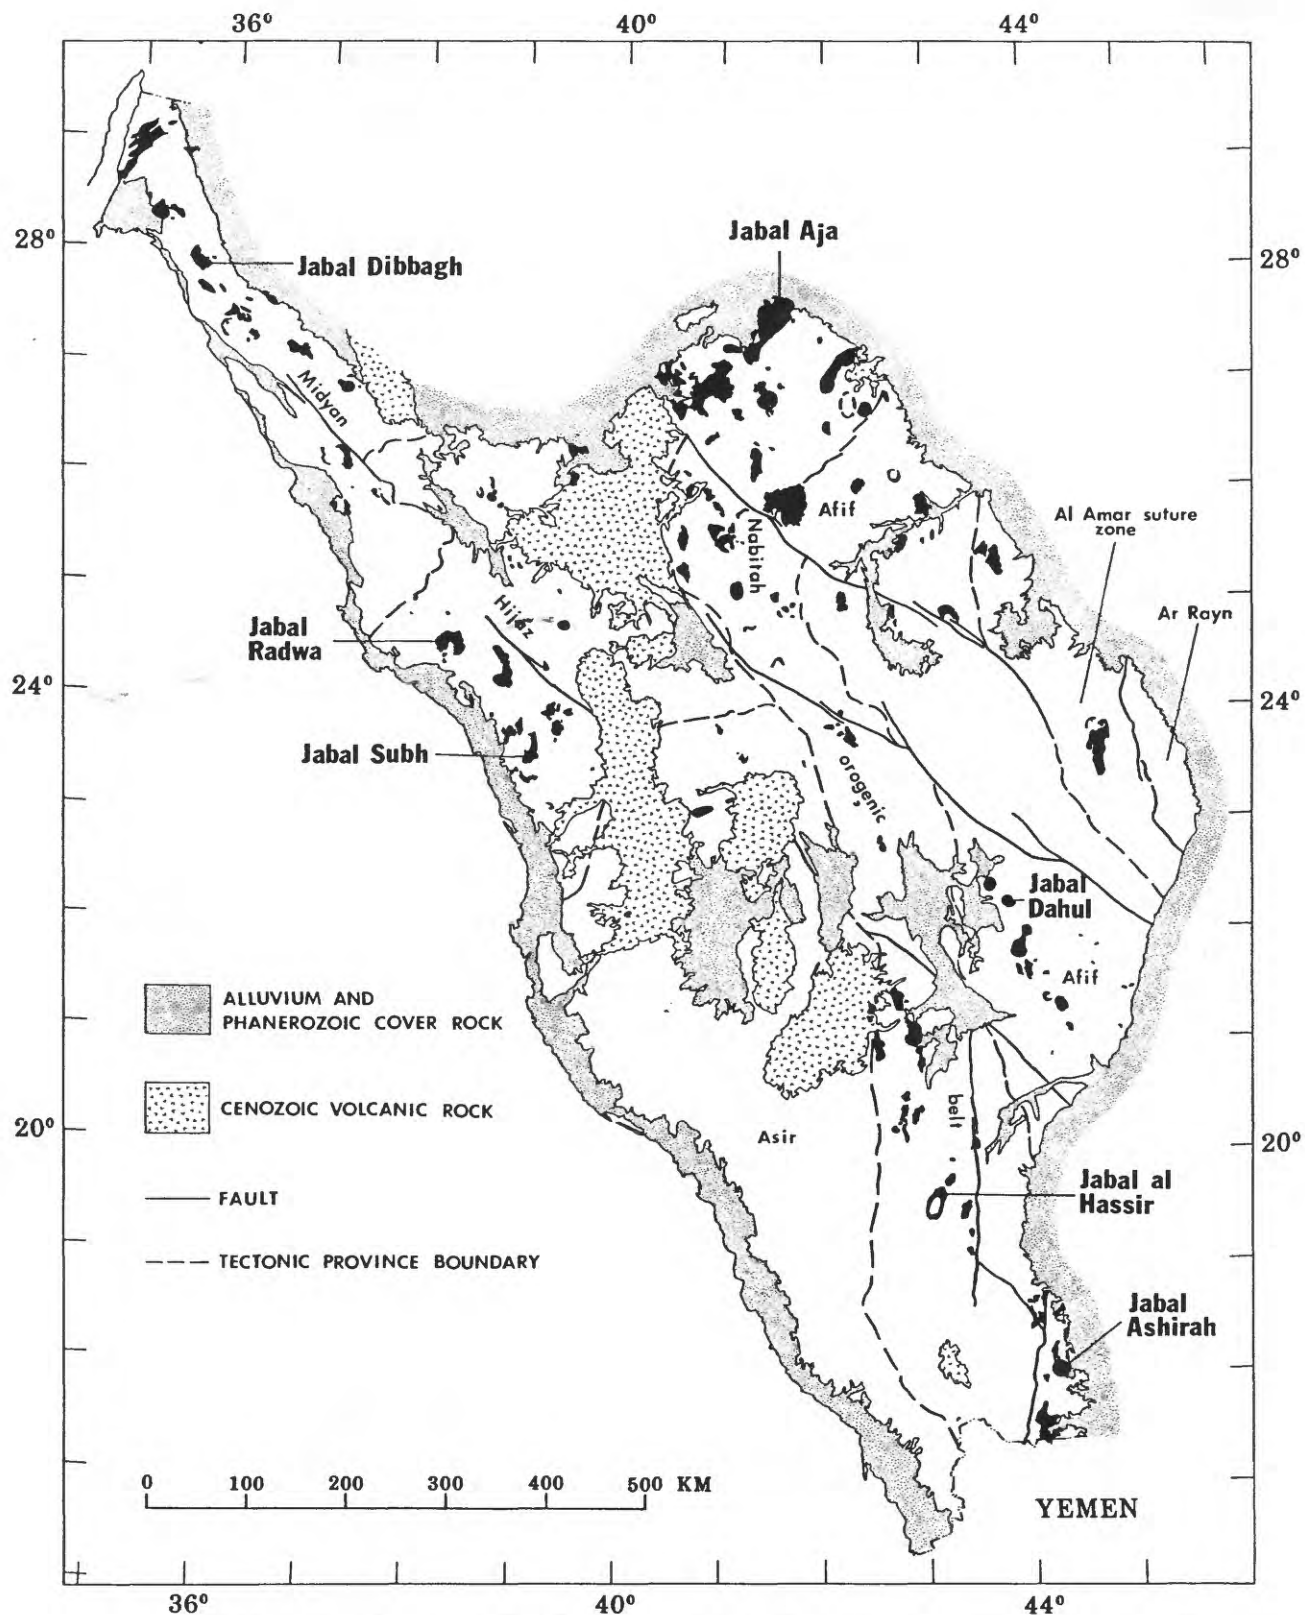 36° 40° 44°
Jabal Aja
28°
28°
Jabal Dibbagh
Midyan
Afif
Nabitah
Al Amar suture
zone
Ar Rayn
Hijaz
Jabal
Radwa
24°
24°
Jabal Subh
orogenic
Jabal
Dahul
Afif
ALLUVIUM AND
PHANEROZOIC COVER ROCK
CENOZOIC VOLCANIC ROCK
belt
20°
Asir
20°
Jabal al
Hassir
FAULT
TECTONIC PROVINCE BOUNDARY
Jabal
Ashirah
0 100 200 300 400 500 KM
YEMEN
36° 40° 44°